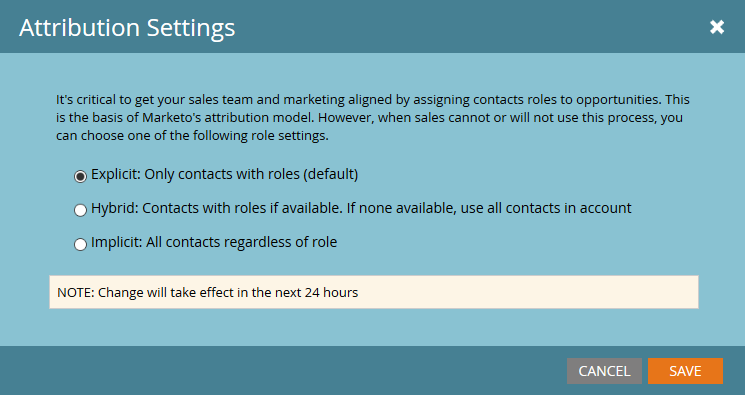 Attribution Settings
It's critical to get your sales team and marketing aligned by assigning contacts roles to opportunities. This
is the basis of Marketo's attribution model. However, when sales cannot or will not use this process, you
can choose one of the following role settings.
Explicit: Only contacts with roles (default)
Hybrid: Contacts with roles if available. If none available, use all contacts in account
Implicit: All contacts regardless of role
NOTE: Change will take effect in the next 24 hours
CANCEL SAVE